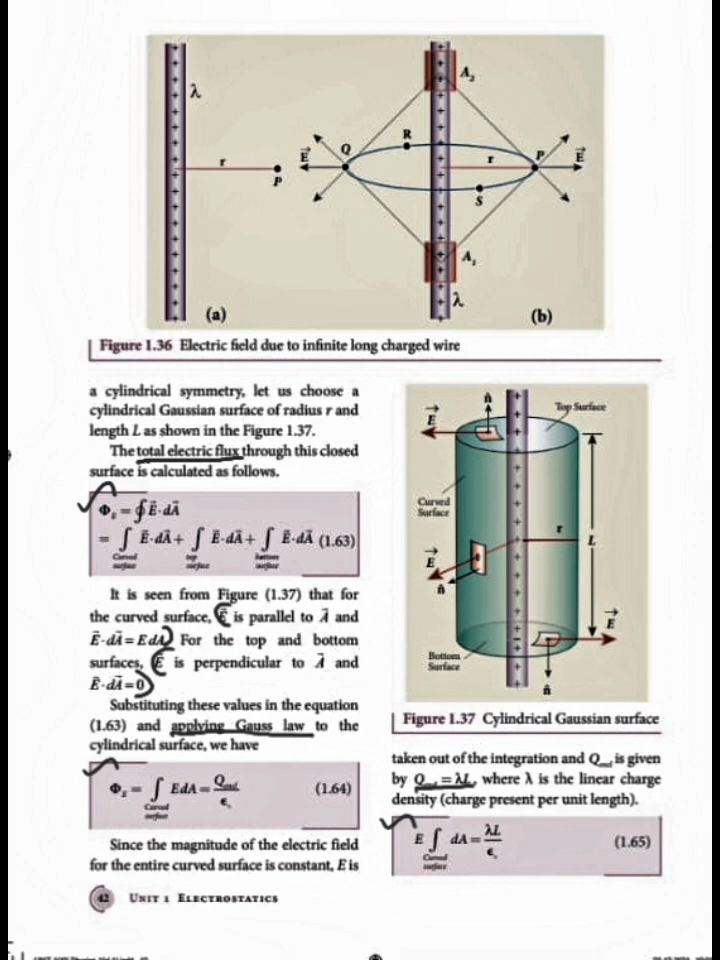 λ
r
P
(a)
A₂
R
Q
E⃗
r
P
E⃗
S
A₁
λ
(b)
Figure 1.36 Electric field due to infinite long charged wire
a cylindrical symmetry, let us choose a
cylindrical Gaussian surface of radius r and
length L as shown in the Figure 1.37.
The total electric flux through this closed
surface is calculated as follows.
Φ_E = ∮ E⃗·dA⃗
= ∫ E⃗·dA⃗ + ∫ E⃗·dA⃗ + ∫ E⃗·dA⃗ (1.63)
Curved surface top surface bottom surface
It is seen from Figure (1.37) that for
the curved surface, E⃗ is parallel to A⃗ and
E⃗·dA⃗ = EdA. For the top and bottom
surfaces, E⃗ is perpendicular to A⃗ and
E⃗·dA⃗ = 0
Substituting these values in the equation
(1.63) and applying Gauss law to the
cylindrical surface, we have
Φ_E = ∫ EdA = Q_encl/ε₀ (1.64)
Curved surface
Since the magnitude of the electric field
for the entire curved surface is constant, E is
n̂
Top Surface
E⃗
Curved Surface
r
L
E⃗
n̂
E⃗
Bottom Surface
n̂
Figure 1.37 Cylindrical Gaussian surface
taken out of the integration and Q_encl is given
by Q_encl = λL, where λ is the linear charge
density (charge present per unit length).
E ∫ dA = λL/ε₀ (1.65)
Curved surface
42 UNIT 1 ELECTROSTATICS